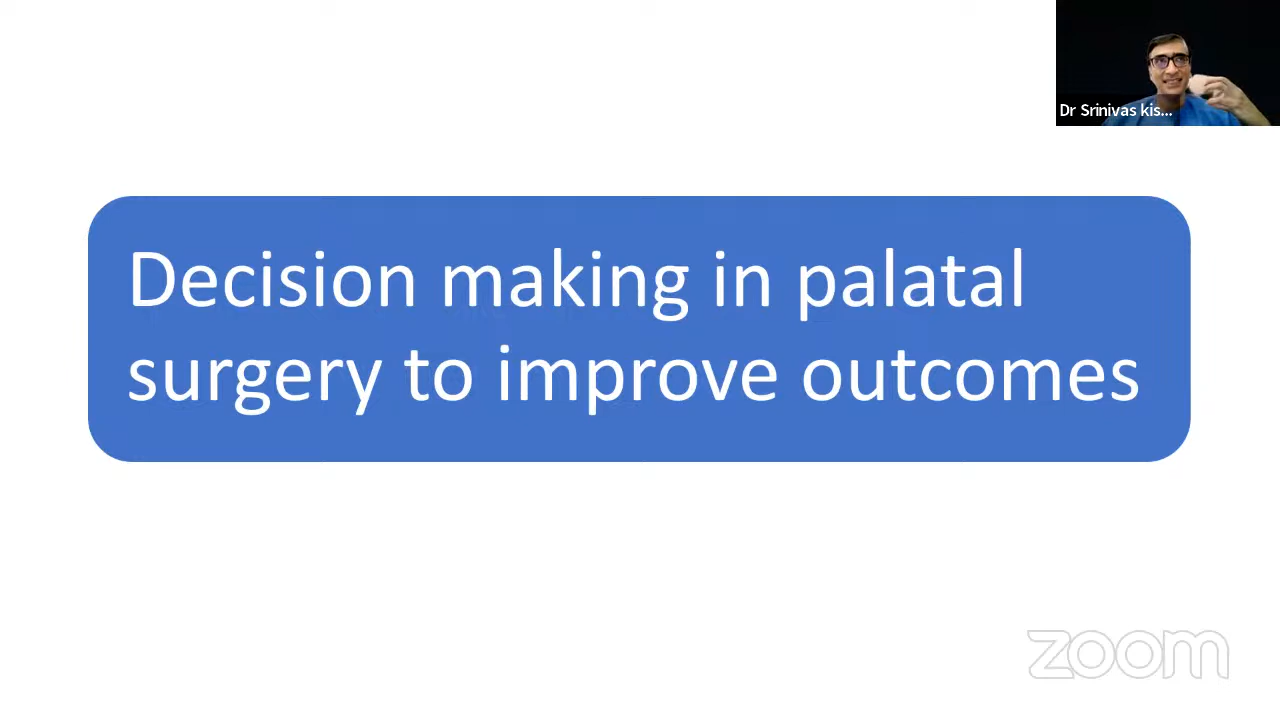 Dr Srinivas kis...
Decision making in palatal
surgery to improve outcomes
zoom